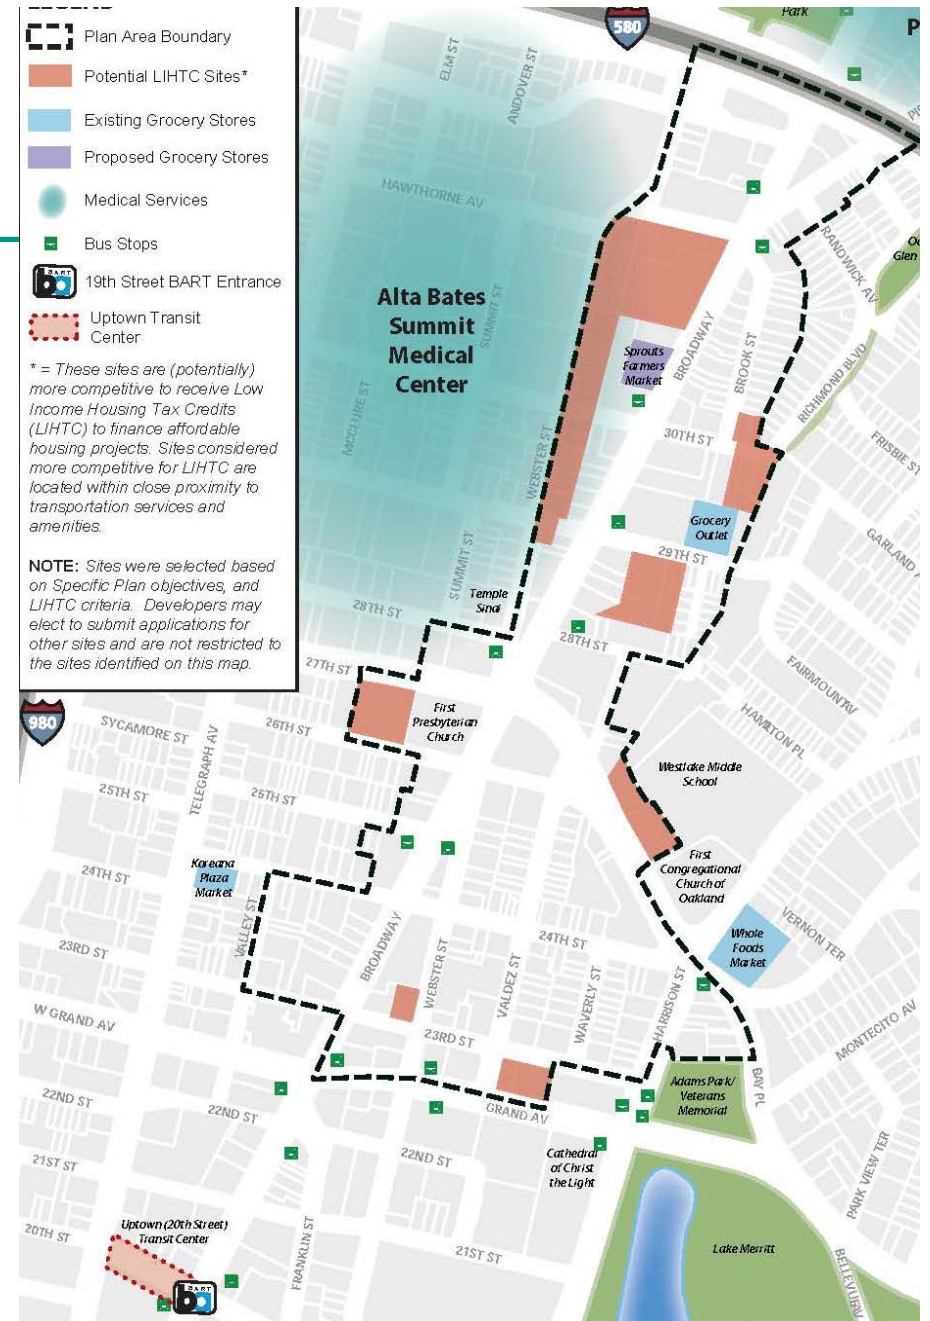 Plan Area Boundary
Potential LIHTC Sites*
Existing Grocery Stores
Proposed Grocery Stores
Medical Services
Bus Stops
BART
19th Street BART Entrance
Uptown Transit
Center
* = These sites are (potentially)
more competitive to receive Low
Income Housing Tax Credits
(LIHTC) to finance affordable
housing projects. Sites considered
more competitive for LIHTC are
located within close proximity to
transportation services and
amenities.
NOTE: Sites were selected based
on Specific Plan objectives, and
LIHTC criteria. Developers may
elect to submit applications for
other sites and are not restricted to
the sites identified on this map.
580
Park
P
ELM ST
ANDOVER ST
HAWTHORNE AV
RANDWICK AV
Glen
Alta Bates
Summit
Medical
Center
SUMMIT ST
MCCLURE ST
Sprouts
Farmers
Market
BROADWAY
BROOK ST
RICHMOND BLVD
30TH ST
FRISBIE ST
WEBSTER ST
Grocery
Outlet
29TH ST
GARLAND
SUMMIT ST
Temple
Sinai
28TH ST
28TH ST
27TH ST
FAIRMOUNT AV
HAMILTON PL
980
SYCAMORE ST
26TH ST
First
Presbyterian
Church
TELEGRAPH AV
Westlake Middle
School
25TH ST
25TH ST
Koreana
Plaza
Market
24TH ST
First
Congregational
Church of
Oakland
VALLEY ST
BROADWAY
24TH ST
Whole
Foods
Market
VERNON TER
23RD ST
WEBSTER ST
VALDEZ ST
WAVERLY ST
HARRISON ST
MONTECITO AV
W GRAND AV
23RD ST
Adams Park/
Veterans
Memorial
BAY PL
22ND ST
22ND ST
GRAND AV
22ND ST
Cathedral
of Christ
the Light
PARK VIEW TER
21ST ST
20TH ST
Uptown (20th Street)
Transit Center
FRANKLIN ST
21ST ST
Lake Merritt
BELLEVUE AV
BART